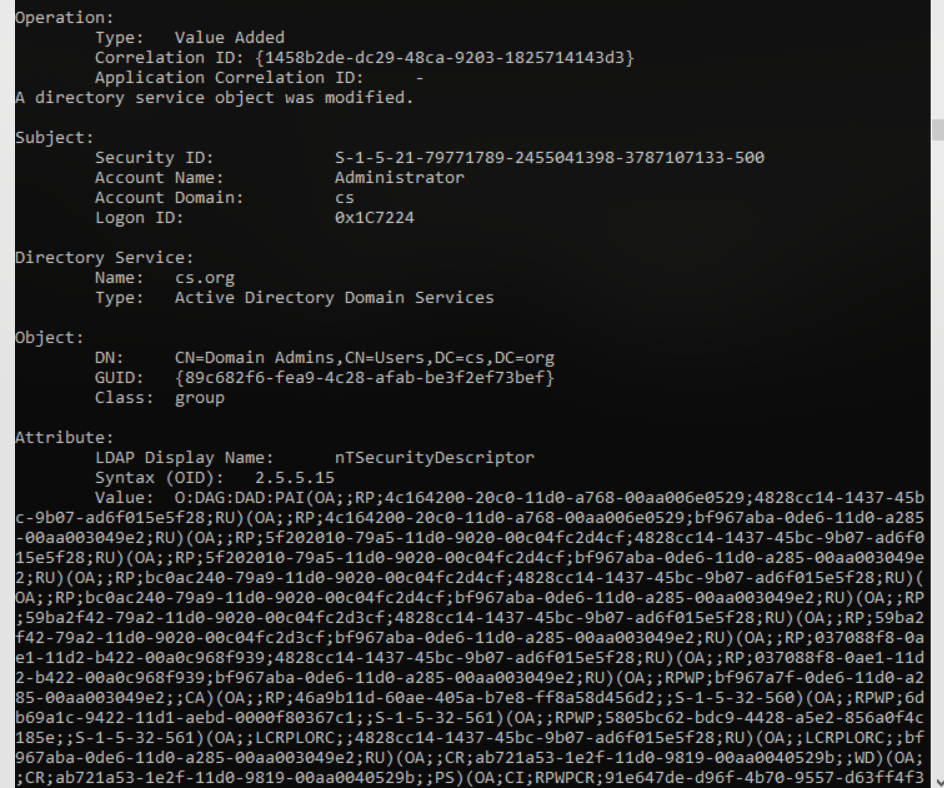 Operation:
Type: Value Added
Correlation ID: {1458b2de-dc29-48ca-9203-1825714143d3}
Application Correlation ID: -
A directory service object was modified.
Subject:
Security ID: S-1-5-21-79771789-2455041398-3787107133-500
Account Name: Administrator
Account Domain: cs
Logon ID: 0x1C7224
Directory Service:
Name: cs.org
Type: Active Directory Domain Services
Object:
DN: CN=Domain Admins,CN=Users,DC=cs,DC=org
GUID: {89c682f6-fea9-4c28-afab-be3f2ef73bef}
Class: group
Attribute:
LDAP Display Name: nTSecurityDescriptor
Syntax (OID): 2.5.5.15
Value: O:DAG:DAD:PAI(OA;;RP;4c164200-20c0-11d0-a768-00aa006e0529;4828cc14-1437-45b
c-9b07-ad6f015e5f28;RU)(OA;;RP;4c164200-20c0-11d0-a768-00aa006e0529;bf967aba-0de6-11d0-a285
-00aa003049e2;RU)(OA;;RP;5f202010-79a5-11d0-9020-00c04fc2d4cf;4828cc14-1437-45bc-9b07-ad6f0
15e5f28;RU)(OA;;RP;5f202010-79a5-11d0-9020-00c04fc2d4cf;bf967aba-0de6-11d0-a285-00aa003049e
2;RU)(OA;;RP;bc0ac240-79a9-11d0-9020-00c04fc2d4cf;4828cc14-1437-45bc-9b07-ad6f015e5f28;RU)(
OA;;RP;bc0ac240-79a9-11d0-9020-00c04fc2d4cf;bf967aba-0de6-11d0-a285-00aa003049e2;RU)(OA;;RP
;59ba2f42-79a2-11d0-9020-00c04fc2d3cf;4828cc14-1437-45bc-9b07-ad6f015e5f28;RU)(OA;;RP;59ba2
f42-79a2-11d0-9020-00c04fc2d3cf;bf967aba-0de6-11d0-a285-00aa003049e2;RU)(OA;;RP;037088f8-0a
e1-11d2-b422-00a0c968f939;4828cc14-1437-45bc-9b07-ad6f015e5f28;RU)(OA;;RP;037088f8-0ae1-11d
2-b422-00a0c968f939;bf967aba-0de6-11d0-a285-00aa003049e2;RU)(OA;;RPWP;bf967a7f-0de6-11d0-a2
85-00aa003049e2;;CA)(OA;;RP;46a9b11d-60ae-405a-b7e8-ff8a58d456d2;;S-1-5-32-560)(OA;;RPWP;6d
b69a1c-9422-11d1-aebd-0000f80367c1;;S-1-5-32-561)(OA;;RPWP;5805bc62-bdc9-4428-a5e2-856a0f4c
185e;;S-1-5-32-561)(OA;;LCRPLORC;;4828cc14-1437-45bc-9b07-ad6f015e5f28;RU)(OA;;LCRPLORC;;bf
967aba-0de6-11d0-a285-00aa003049e2;RU)(OA;;CR;ab721a53-1e2f-11d0-9819-00aa0040529b;;WD)(OA;
;CR;ab721a53-1e2f-11d0-9819-00aa0040529b;;PS)(OA;CI;RPWPCR;91e647de-d96f-4b70-9557-d63ff4f3